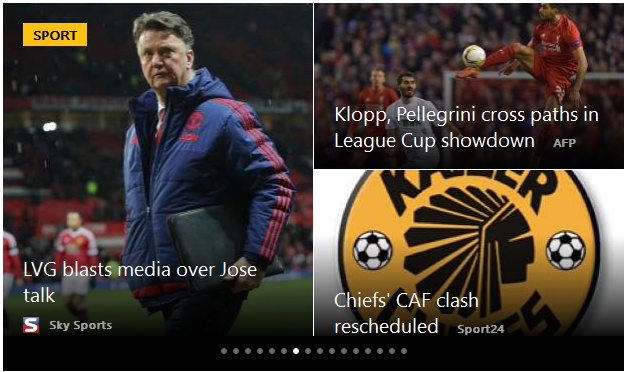 SPORT
LVG blasts media over Jose
talk
S Sky Sports
Klopp, Pellegrini cross paths in
League Cup showdown AFP
KAIZER
Chiefs' CAF clash
rescheduled Sport24